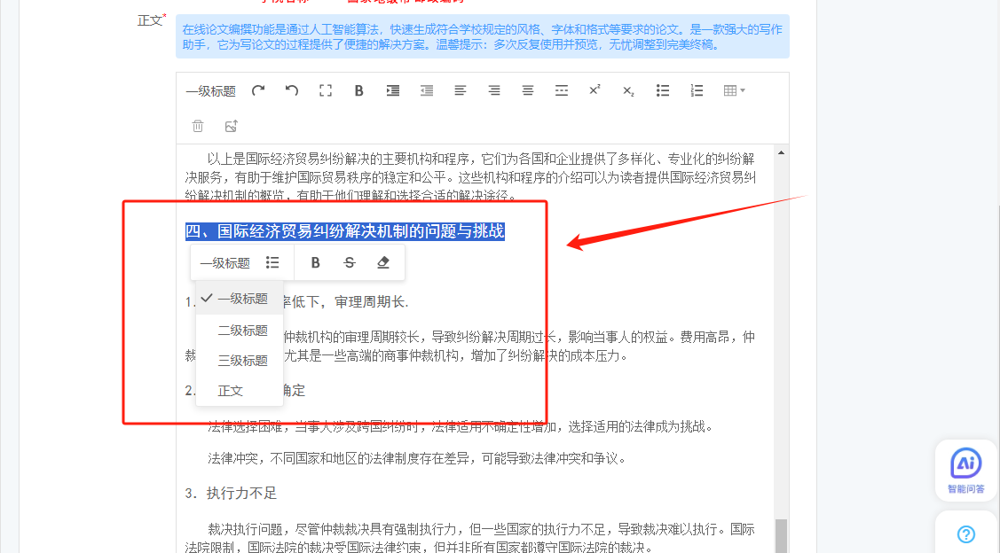 正文*
在线论文编撰功能是通过人工智能算法，快速生成符合学校规定的风格、字体和格式等要求的论文。是一款强大的写作
助手，它为写论文的过程提供了便捷的解决方案。温馨提示：多次反复使用并预览，无忧调整到完美终稿。
一级标题 B x² x₂
以上是国际经济贸易纠纷解决的主要机构和程序，它们为各国和企业提供了多样化、专业化的纠纷解
决服务，有助于维护国际贸易秩序的稳定和公平。这些机构和程序的介绍可以为读者提供国际经济贸易纠
纷解决机制的概览，有助于他们理解和选择合适的解决途径。
四、国际经济贸易纠纷解决机制的问题与挑战
一级标题 B S
1. 率低下，审理周期长.
一级标题
二级标题
仲裁机构的审理周期较长，导致纠纷解决周期过长，影响当事人的权益。费用高昂，仲
裁 尤其是一些高端的商事仲裁机构，增加了纠纷解决的成本压力。
三级标题
正文
2. 确定
法律选择困难，当事人涉及跨国纠纷时，法律适用不确定性增加，选择适用的法律成为挑战。
法律冲突，不同国家和地区的法律制度存在差异，可能导致法律冲突和争议。
3. 执行力不足
裁决执行问题，尽管仲裁裁决具有强制执行力，但一些国家的执行力不足，导致裁决难以执行。国际
法院限制，国际法院的裁决受国际法律约束，但并非所有国家都遵守国际法院的裁决。
Ai
智能问答
?